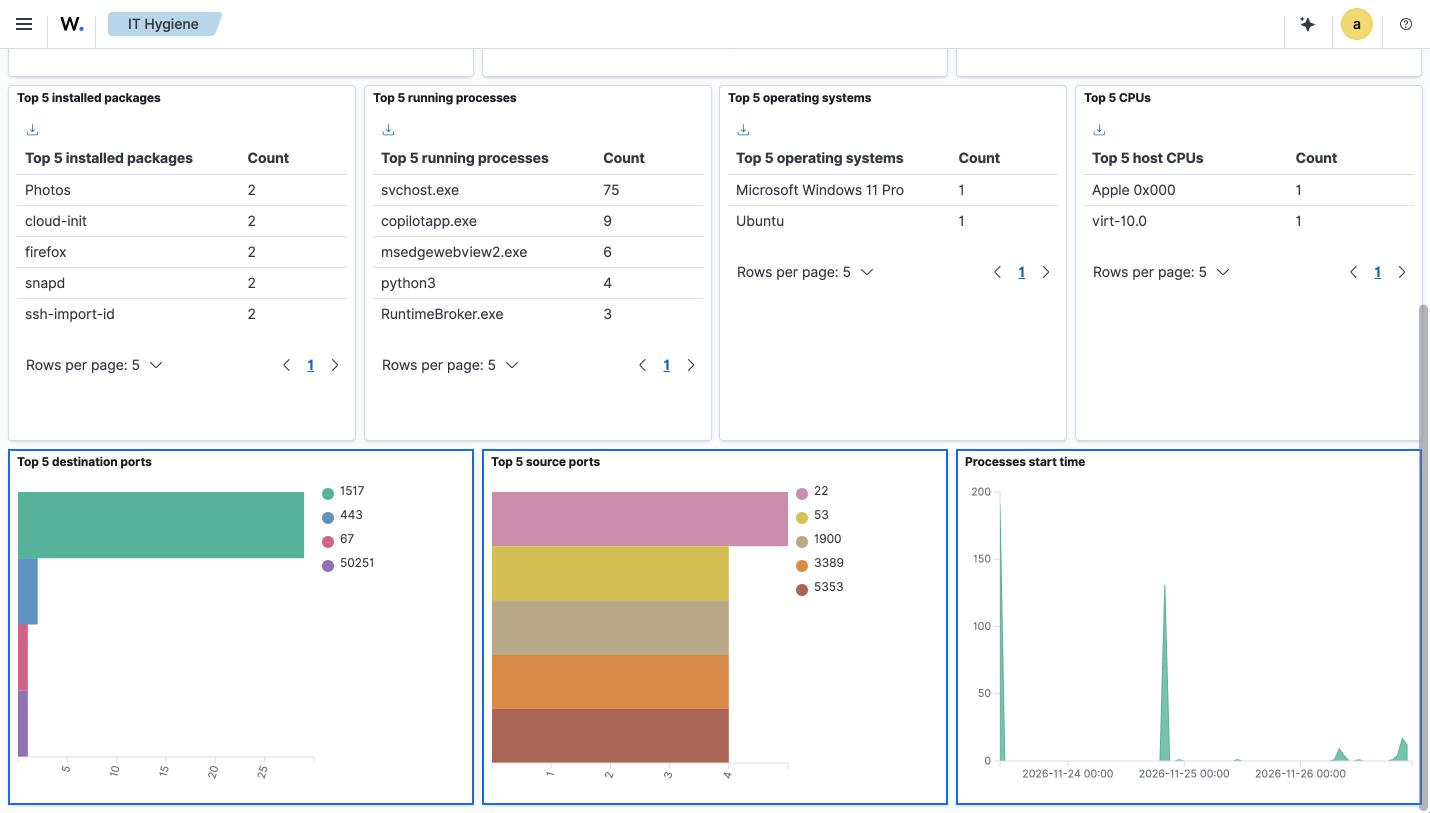 W.
IT Hygiene
a
Top 5 installed packages
Top 5 installed packages Count
Photos 2
cloud-init 2
firefox 2
snapd 2
ssh-import-id 2
Rows per page: 5
1
Top 5 running processes
Top 5 running processes Count
svchost.exe 75
copilotapp.exe 9
msedgewebview2.exe 6
python3 4
RuntimeBroker.exe 3
Rows per page: 5
1
Top 5 operating systems
Top 5 operating systems Count
Microsoft Windows 11 Pro 1
Ubuntu 1
Rows per page: 5
1
Top 5 CPUs
Top 5 host CPUs Count
Apple 0x000 1
virt-10.0 1
Rows per page: 5
1
Top 5 destination ports
1517
443
67
50251
5 10 15 20 25
Top 5 source ports
22
53
1900
3389
5353
1 2 3 4
Processes start time
200
150
100
50
0
2026-11-24 00:00 2026-11-25 00:00 2026-11-26 00:00